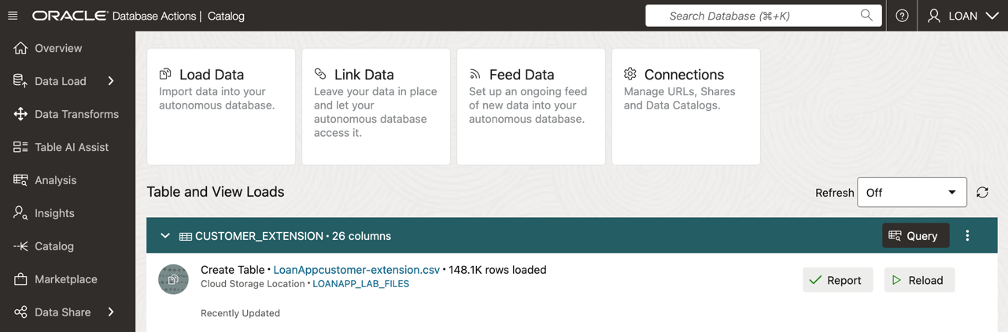 ORACLE Database Actions | Catalog
Search Database (⌘+K)
LOAN
Overview
Data Load
Data Transforms
Table AI Assist
Analysis
Insights
Catalog
Marketplace
Data Share
Load Data
Import data into your
autonomous database.
Link Data
Leave your data in place
and let your
autonomous database
access it.
Feed Data
Set up an ongoing feed
of new data into your
autonomous database.
Connections
Manage URLs, Shares
and Data Catalogs.
Table and View Loads
Refresh Off
CUSTOMER_EXTENSION • 26 columns
Query
Create Table • LoanAppcustomer-extension.csv • 148.1K rows loaded
Cloud Storage Location • LOANAPP_LAB_FILES
Report
Reload
Recently Updated